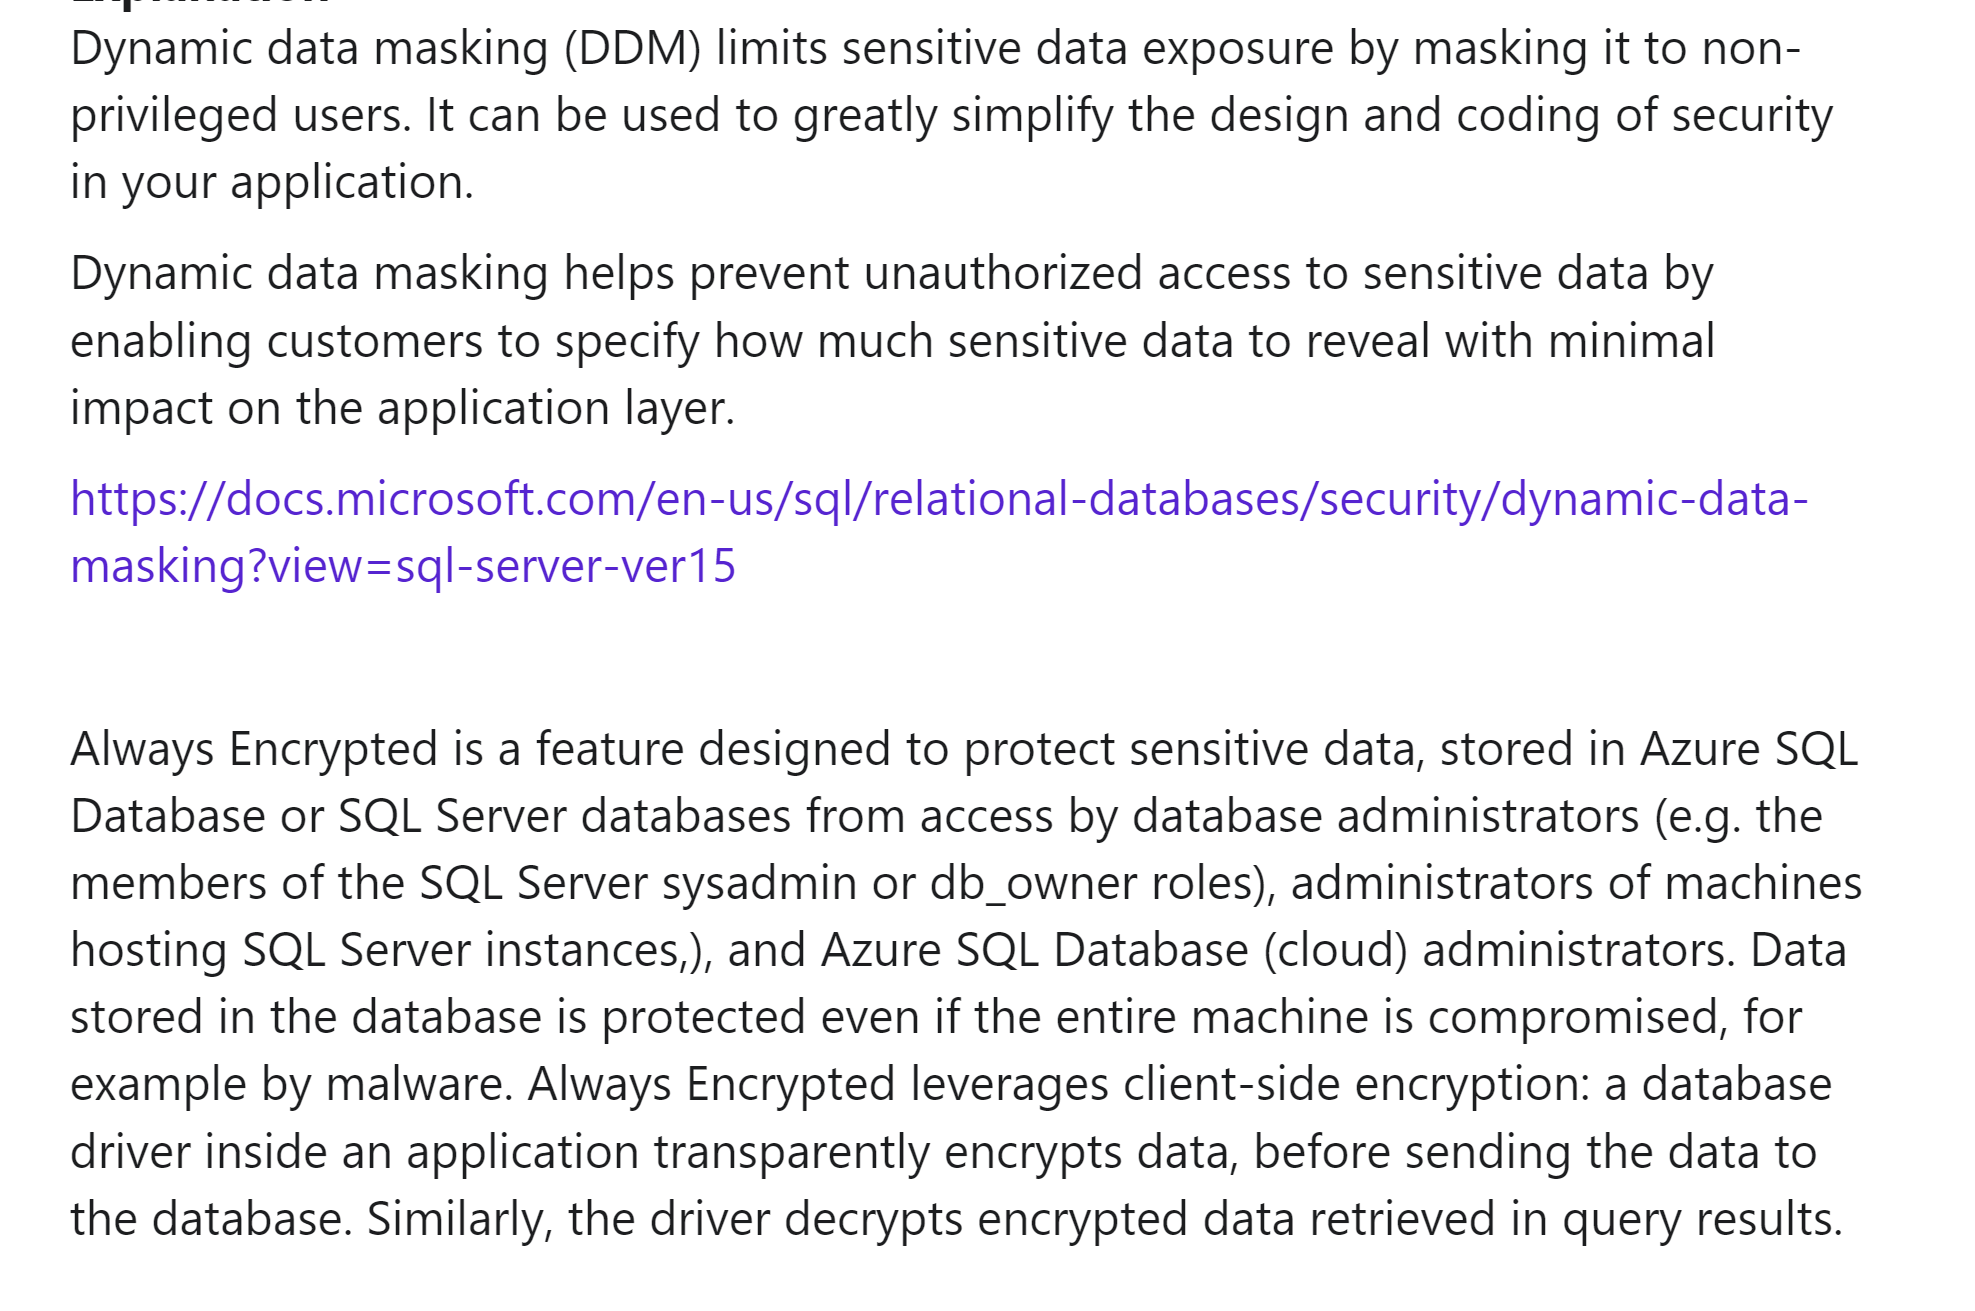 Explanation
Dynamic data masking (DDM) limits sensitive data exposure by masking it to non-
privileged users. It can be used to greatly simplify the design and coding of security
in your application.
Dynamic data masking helps prevent unauthorized access to sensitive data by
enabling customers to specify how much sensitive data to reveal with minimal
impact on the application layer.
https://docs.microsoft.com/en-us/sql/relational-databases/security/dynamic-data-
masking?view=sql-server-ver15
Always Encrypted is a feature designed to protect sensitive data, stored in Azure SQL
Database or SQL Server databases from access by database administrators (e.g. the
members of the SQL Server sysadmin or db_owner roles), administrators of machines
hosting SQL Server instances,), and Azure SQL Database (cloud) administrators. Data
stored in the database is protected even if the entire machine is compromised, for
example by malware. Always Encrypted leverages client-side encryption: a database
driver inside an application transparently encrypts data, before sending the data to
the database. Similarly, the driver decrypts encrypted data retrieved in query results.